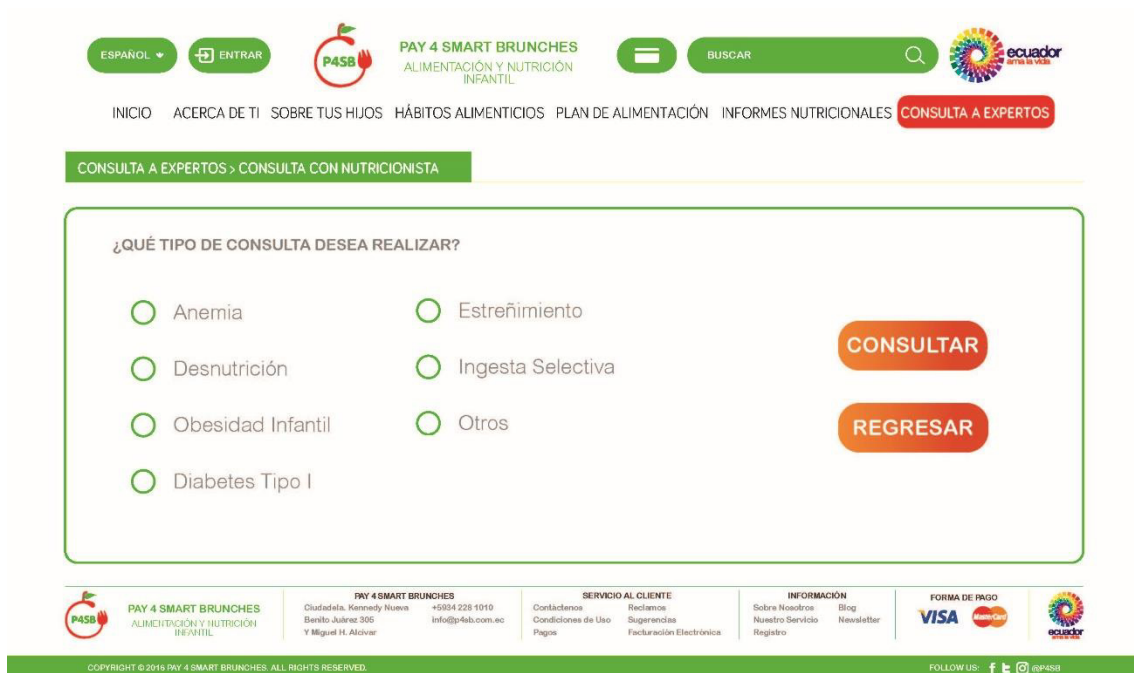 ESPAÑOL
ENTRAR
P4SB
PAY 4 SMART BRUNCHES
ALIMENTACIÓN Y NUTRICIÓN
INFANTIL
BUSCAR
ecuador
ama la vida
INICIO ACERCA DE TI SOBRE TUS HIJOS HÁBITOS ALIMENTICIOS PLAN DE ALIMENTACIÓN INFORMES NUTRICIONALES CONSULTA A EXPERTOS
CONSULTA A EXPERTOS > CONSULTA CON NUTRICIONISTA
¿QUÉ TIPO DE CONSULTA DESEA REALIZAR?
Anemia
Desnutrición
Obesidad Infantil
Diabetes Tipo I
Estreñimiento
Ingesta Selectiva
Otros
CONSULTAR
REGRESAR
P4SB
PAY 4 SMART BRUNCHES
ALIMENTACIÓN Y NUTRICIÓN
INFANTIL
PAY 4 SMART BRUNCHES
Ciudadela. Kennedy Nueva
Benito Juárez 305
Y Miguel H. Alcivar
+5934 228 1010
info@p4sb.com.ec
SERVICIO AL CLIENTE
Contáctenos
Condiciones de Uso
Pagos
Reclamos
Sugerencias
Facturación Electrónica
INFORMACIÓN
Sobre Nosotros
Nuestro Servicio
Registro
Blog
Newsletter
FORMA DE PAGO
VISA
MasterCard
ecuador
COPYRIGHT © 2016 PAY 4 SMART BRUNCHES. ALL RIGHTS RESERVED.
FOLLOW US: @P4SB